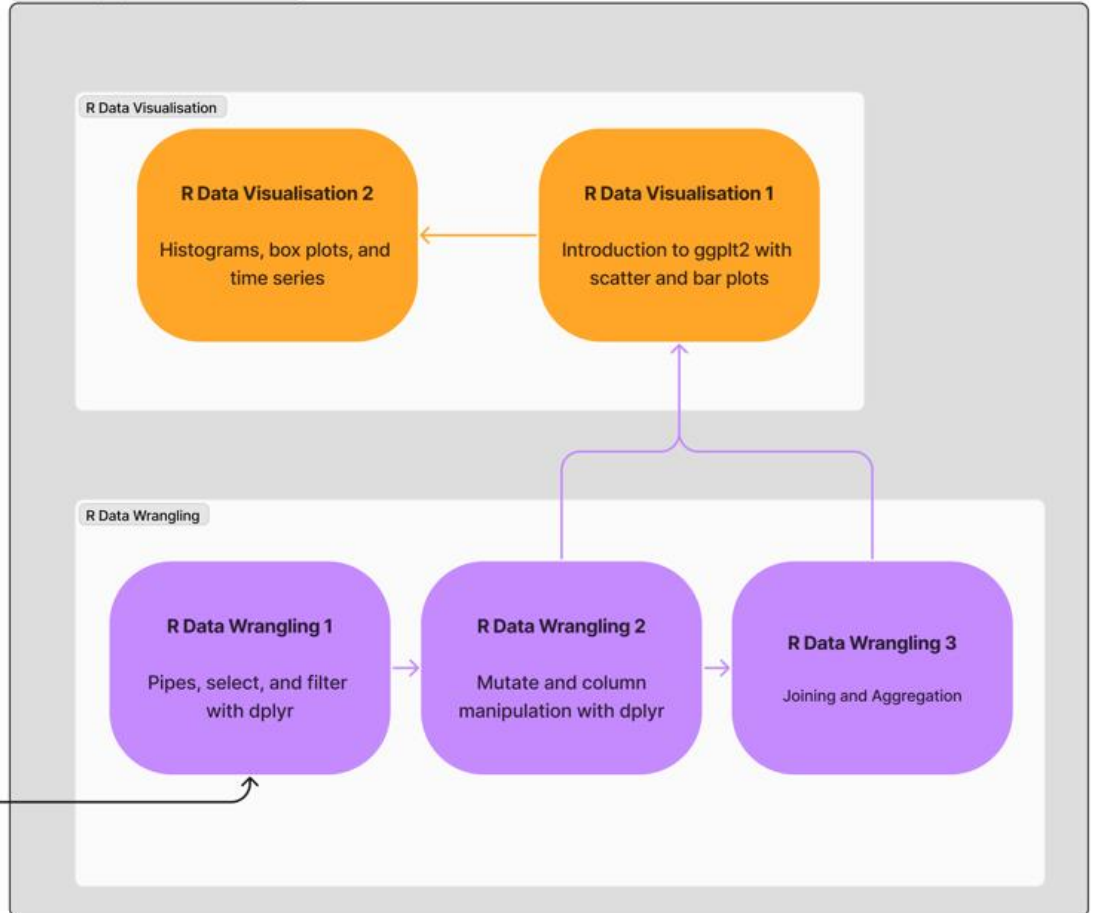 R Data Visualisation
R Data Visualisation 2
Histograms, box plots, and
time series
R Data Visualisation 1
Introduction to ggplt2 with
scatter and bar plots
R Data Wrangling
R Data Wrangling 1
Pipes, select, and filter
with dplyr
R Data Wrangling 2
Mutate and column
manipulation with dplyr
R Data Wrangling 3
Joining and Aggregation